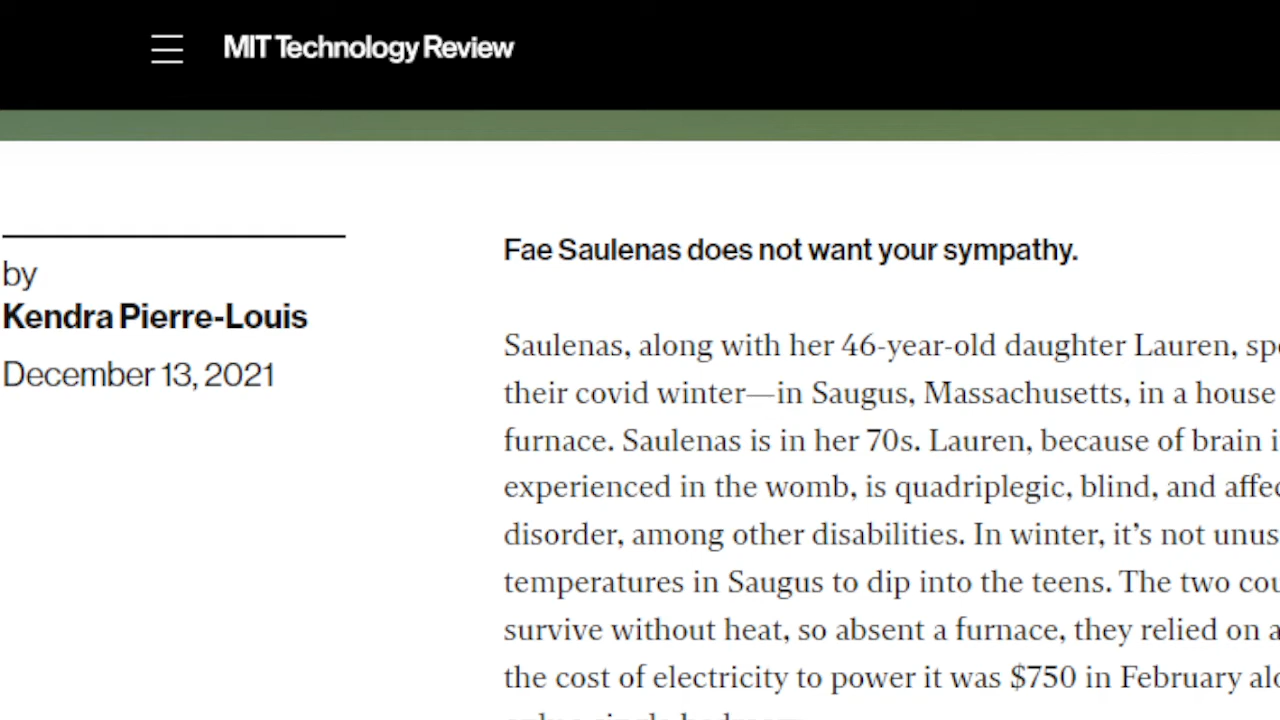 MIT Technology Review
by
Kendra Pierre-Louis
December 13, 2021
Fae Saulenas does not want your sympathy.
Saulenas, along with her 46-year-old daughter Lauren,
their covid winter—in Saugus, Massachusetts, in a house
furnace. Saulenas is in her 70s. Lauren, because of brain
experienced in the womb, is quadriplegic, blind, and
disorder, among other disabilities. In winter, it's not
temperatures in Saugus to dip into the teens. The two
survive without heat, so absent a furnace, they relied on a
the cost of electricity to power it was $750 in February